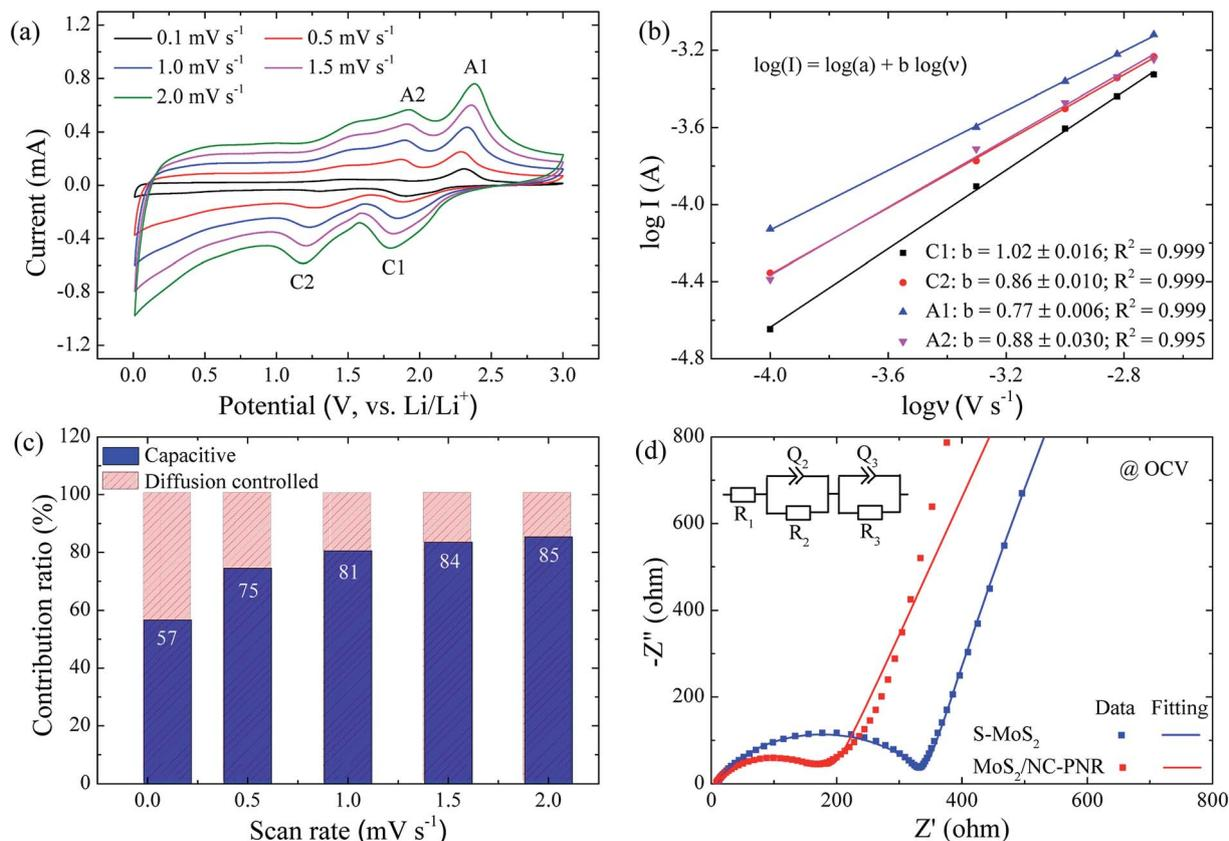 (a)
0.1 mV s⁻¹ 0.5 mV s⁻¹
1.0 mV s⁻¹ 1.5 mV s⁻¹
2.0 mV s⁻¹
A1
A2
C1
C2
1.2
0.8
0.4
0.0
-0.4
-0.8
-1.2
Current (mA)
0.0 0.5 1.0 1.5 2.0 2.5 3.0
Potential (V, vs. Li/Li⁺)
(b)
log(I) = log(a) + b log(ν)
-3.2
-3.6
-4.0
-4.4
-4.8
log I (A)
C1: b = 1.02 ± 0.016; R² = 0.999
C2: b = 0.86 ± 0.010; R² = 0.999
A1: b = 0.77 ± 0.006; R² = 0.999
A2: b = 0.88 ± 0.030; R² = 0.995
-4.0 -3.6 -3.2 -2.8
logν (V s⁻¹)
(c)
Capacitive
Diffusion controlled
120
100
80
60
40
20
0
Contribution ratio (%)
57 75 81 84 85
0.0 0.5 1.0 1.5 2.0
Scan rate (mV s⁻¹)
(d)
@ OCV
Q₂ Q₃
R₁ R₂ R₃
800
600
400
200
0
-Z" (ohm)
Data Fitting
S-MoS₂
MoS₂/NC-PNR
0 200 400 600 800
Z' (ohm)